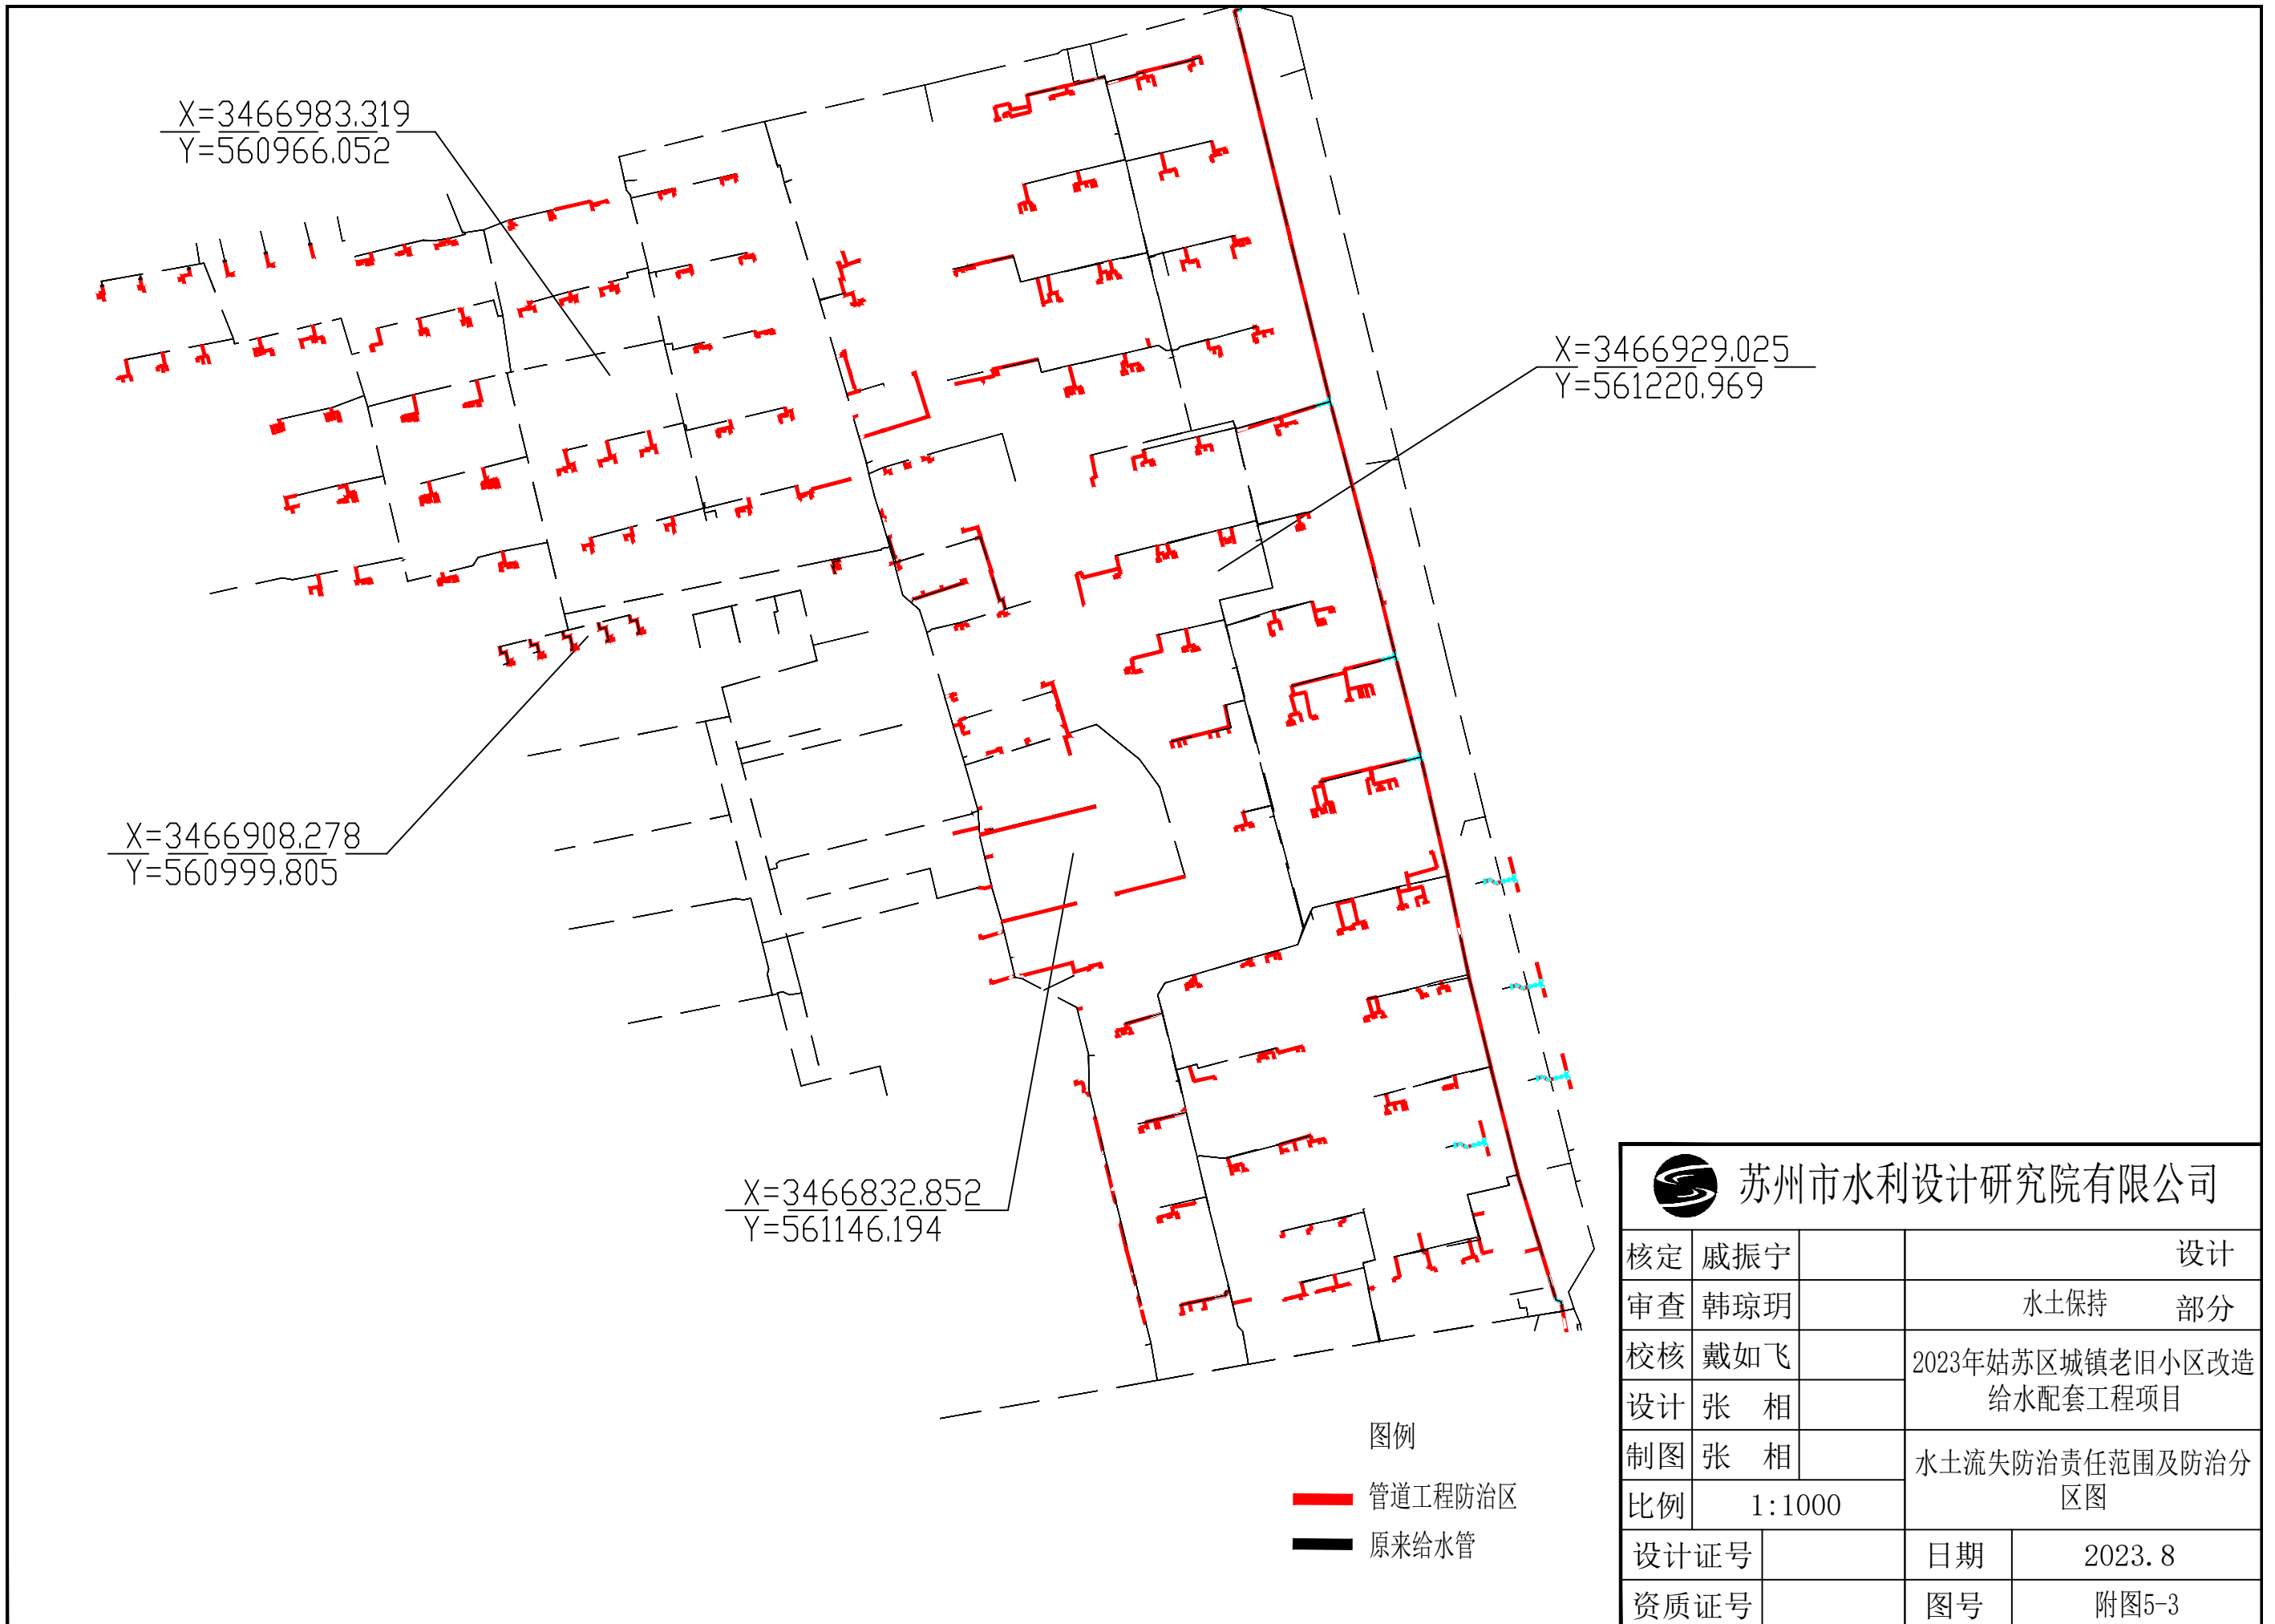 X=3466983.319
Y=560966.052
X=3466929.025
Y=561220.969
X=3466908.278
Y=560999.805
X=3466832.852
Y=561146.194
图例
管道工程防治区
原来给水管
苏州市水利设计研究院有限公司
核定 戚振宁 设计
审查 韩琼玥 水土保持 部分
校核 戴如飞
2023年姑苏区城镇老旧小区改造
给水配套工程项目
设计 张 相
制图 张 相
水土流失防治责任范围及防治分
区图
比例 1:1000
设计证号 日期 2023.8
资质证号 图号 附图5-3